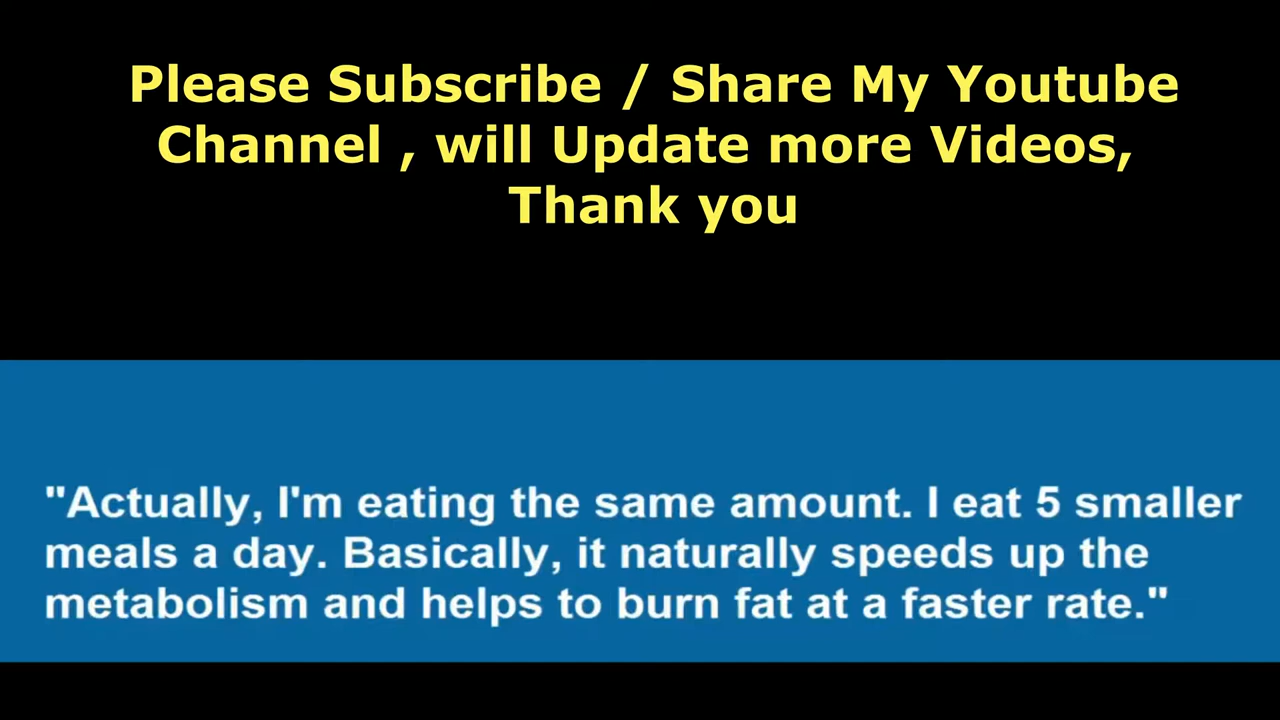 Please Subscribe / Share My Youtube
Channel , will Update more Videos,
Thank you
"Actually, I'm eating the same amount. I eat 5 smaller
meals a day. Basically, it naturally speeds up the
metabolism and helps to burn fat at a faster rate."